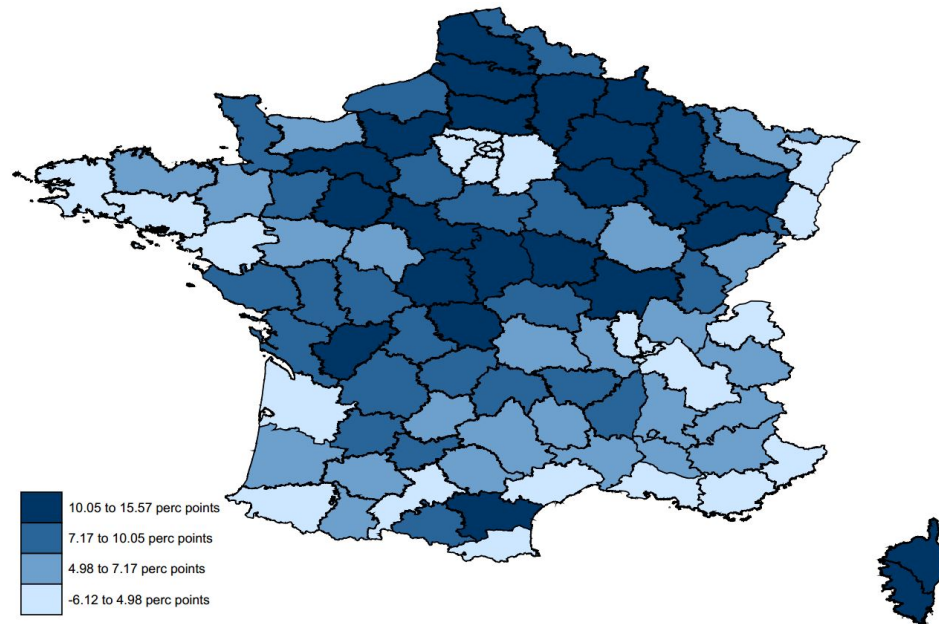 10.05 to 15.57 perc points
7.17 to 10.05 perc points
4.98 to 7.17 perc points
-6.12 to 4.98 perc points